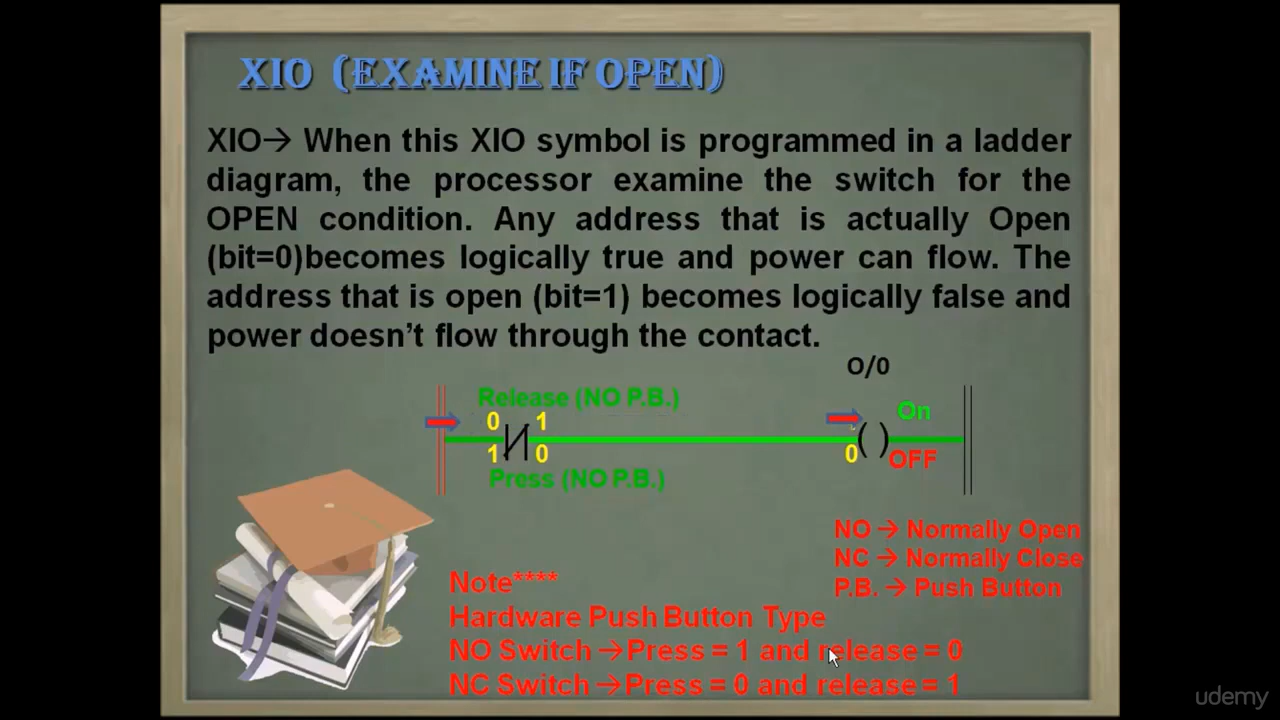 XIO (EXAMINE IF OPEN)
XIO→ When this XIO symbol is programmed in a ladder
diagram, the processor examine the switch for the
OPEN condition. Any address that is actually Open
(bit=0)becomes logically true and power can flow. The
address that is open (bit=1) becomes logically false and
power doesn't flow through the contact.
O/0
Release (NO P.B.)
On
0 1
1 0
0
( )
OFF
Press (NO P.B.)
NO → Normally Open
NC → Normally Close
P.B. → Push Button
Note****
Hardware Push Button Type
NO Switch →Press = 1 and release = 0
NC Switch →Press = 0 and release = 1
udemy